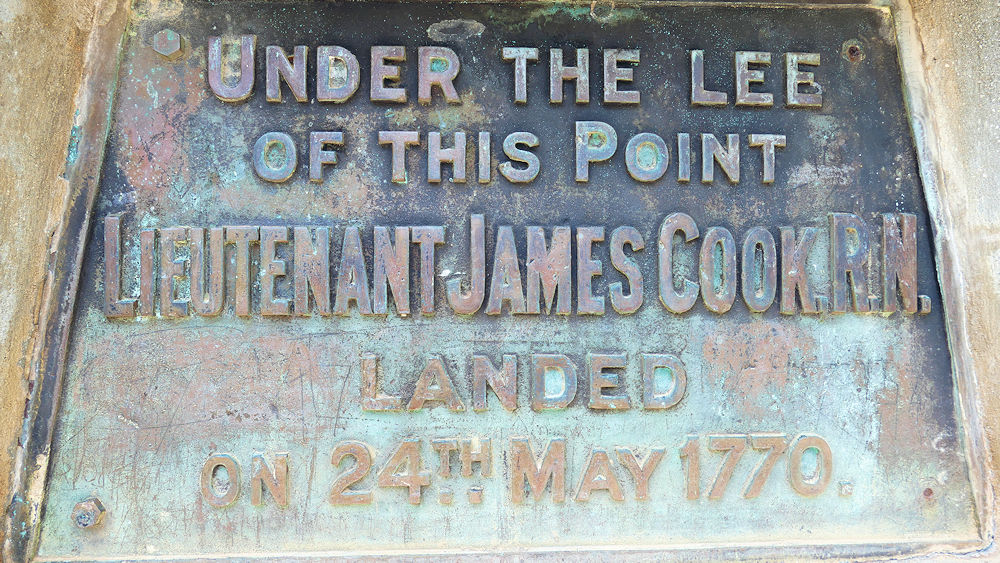 UNDER THE LEE
OF THIS POINT
LIEUTENANT JAMES COOK, R.N.
LANDED
ON 24TH MAY 1770.